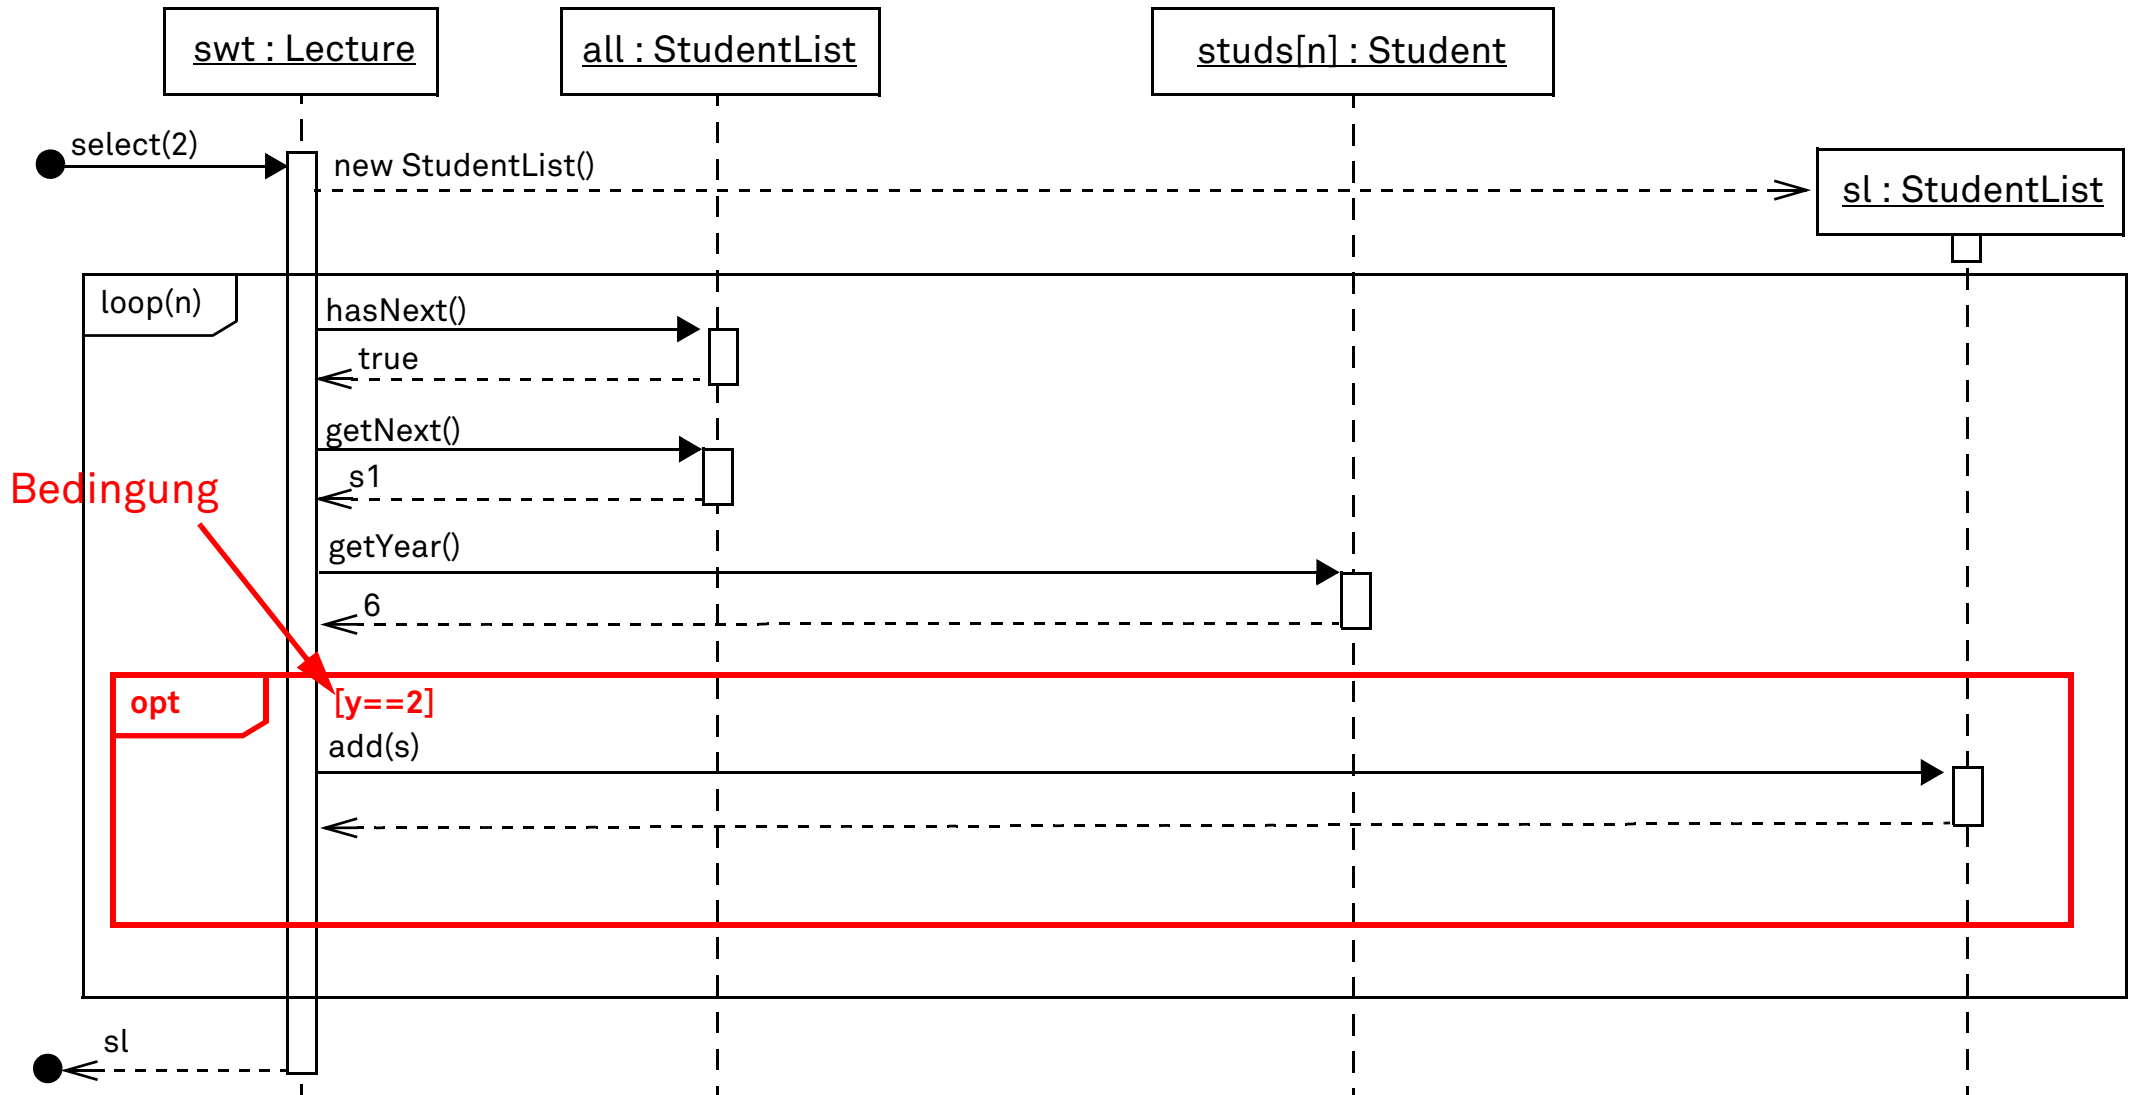 swt : Lecture
all : StudentList
studs[n] : Student
select(2)
new StudentList()
sl : StudentList
loop(n)
hasNext()
true
getNext()
s1
Bedingung
getYear()
6
opt
[y==2]
add(s)
sl